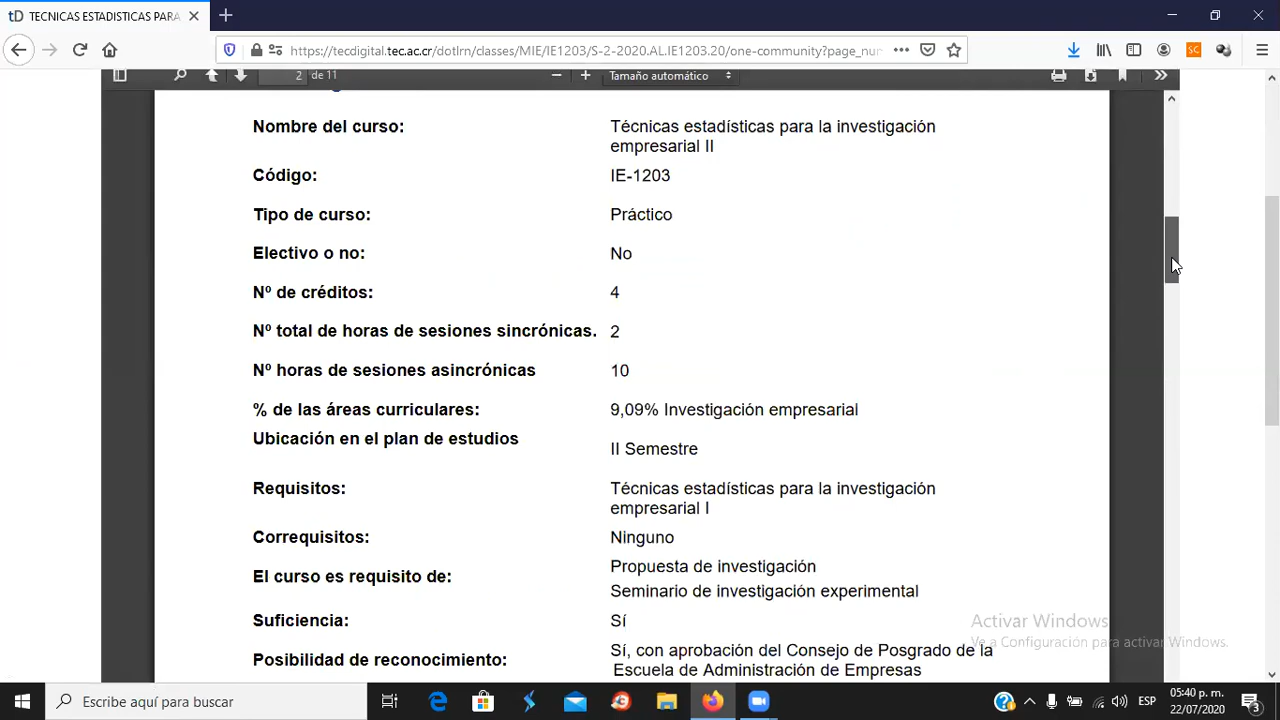 TECNICAS ESTADISTICAS PARA
https://tecdigital.tec.ac.cr/dotlrn/classes/MIE/IE1203/S-2-2020.AL.IE1203.20/one-community?page_num
SC
2 de 11
Tamaño automático
Nombre del curso: Técnicas estadísticas para la investigación
empresarial II
Código: IE-1203
Tipo de curso: Práctico
Electivo o no: No
Nº de créditos: 4
Nº total de horas de sesiones sincrónicas. 2
Nº horas de sesiones asincrónicas 10
% de las áreas curriculares: 9,09% Investigación empresarial
Ubicación en el plan de estudios II Semestre
Requisitos: Técnicas estadísticas para la investigación
empresarial I
Correquisitos: Ninguno
El curso es requisito de: Propuesta de investigación
Seminario de investigación experimental
Suficiencia: Sí
Posibilidad de reconocimiento: Sí, con aprobación del Consejo de Posgrado de la
Escuela de Administración de Empresas
Activar Windows
Ve a Configuración para activar Windows.
Escribe aquí para buscar
ESP
05:40 p. m.
22/07/2020
3